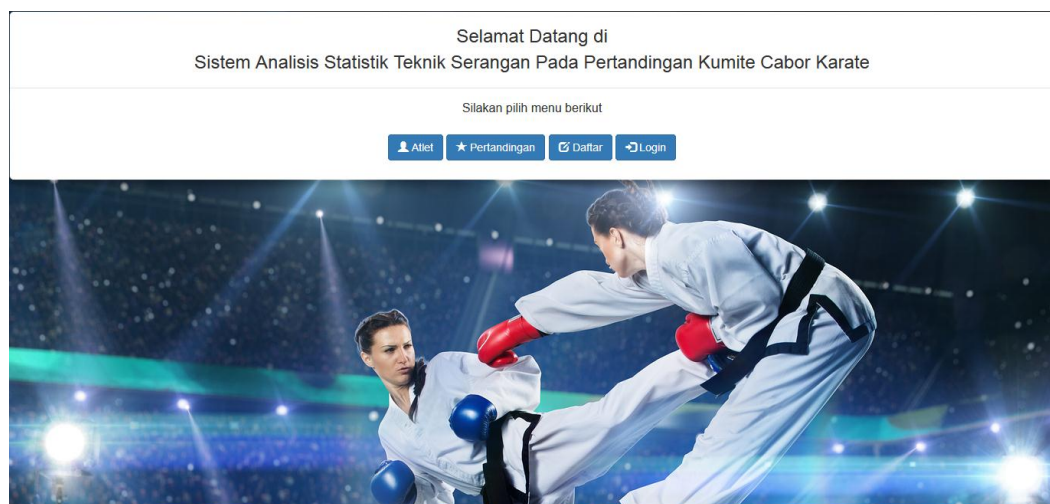 Selamat Datang di
Sistem Analisis Statistik Teknik Serangan Pada Pertandingan Kumite Cabor Karate
Silakan pilih menu berikut
Atlet Pertandingan Daftar Login